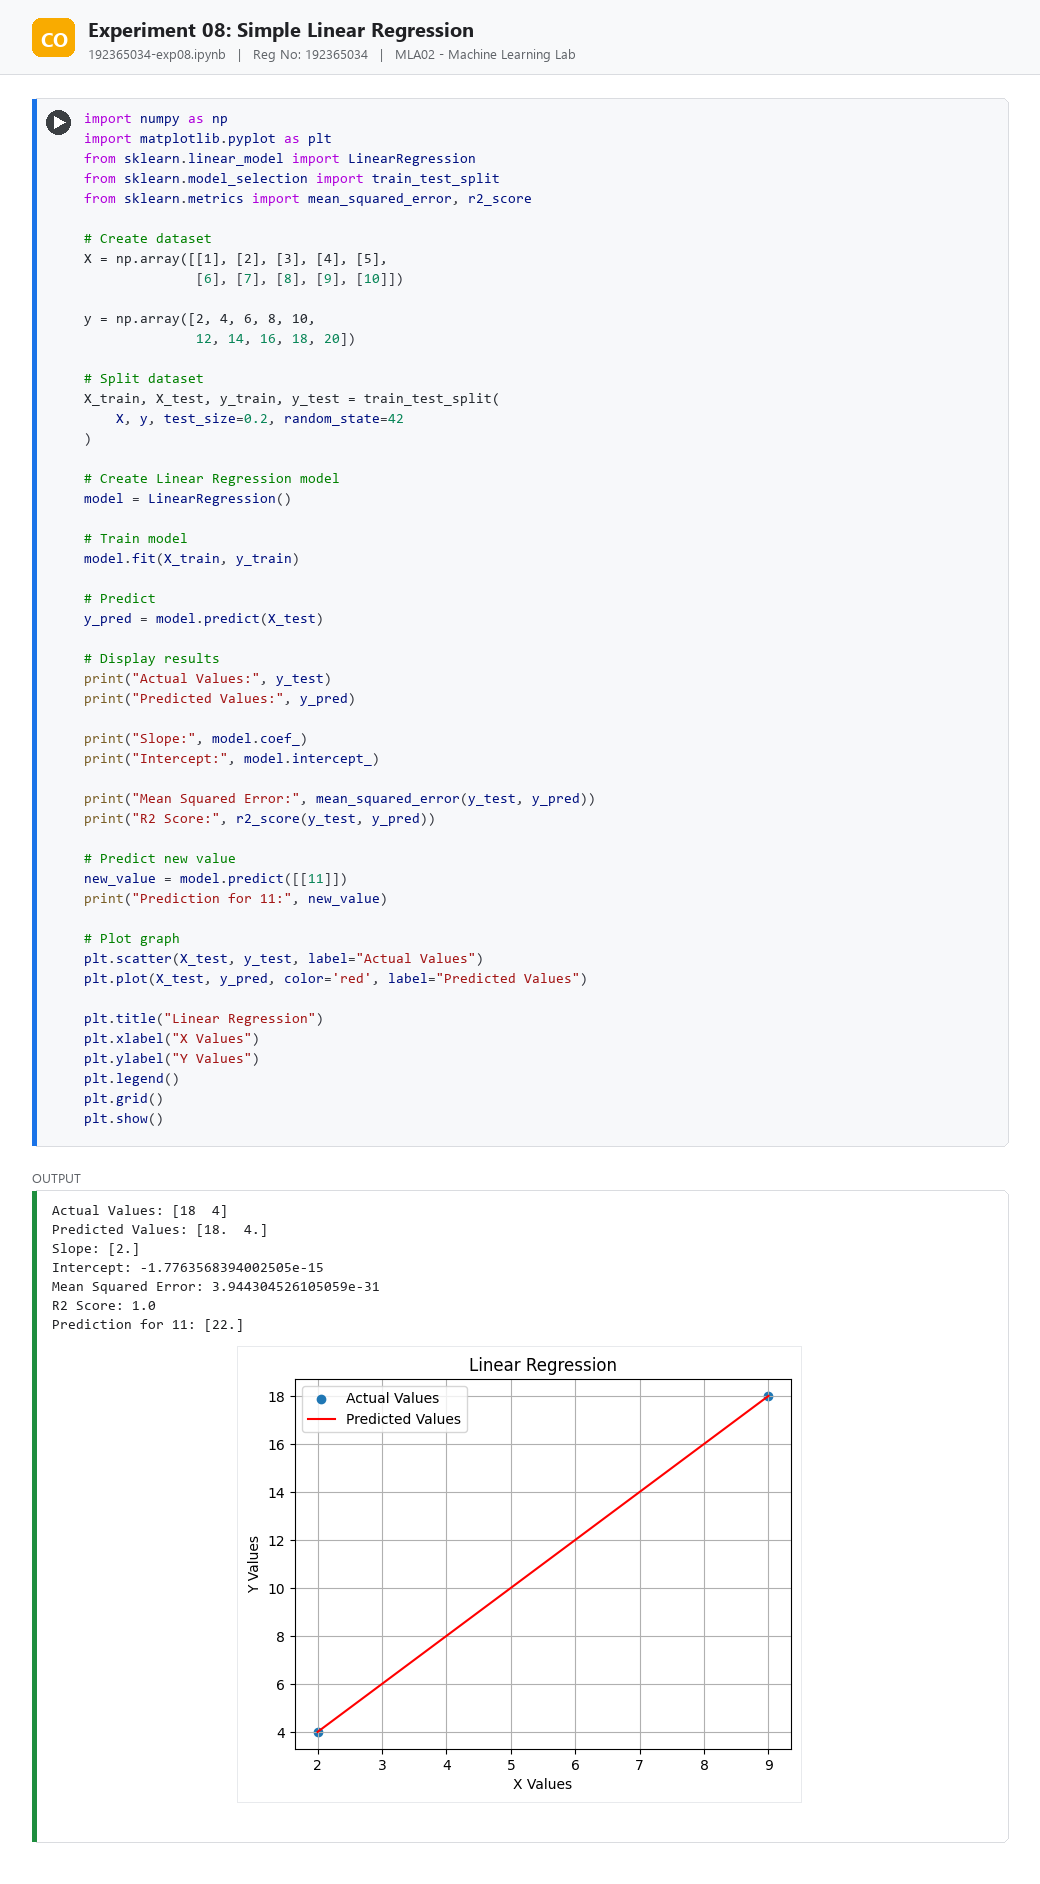 CO
Experiment 08: Simple Linear Regression
192365034-exp08.ipynb | Reg No: 192365034 | MLA02 - Machine Learning Lab
import numpy as np
import matplotlib.pyplot as plt
from sklearn.linear_model import LinearRegression
from sklearn.model_selection import train_test_split
from sklearn.metrics import mean_squared_error, r2_score
# Create dataset
X = np.array([[1], [2], [3], [4], [5],
              [6], [7], [8], [9], [10]])
y = np.array([2, 4, 6, 8, 10,
              12, 14, 16, 18, 20])
# Split dataset
X_train, X_test, y_train, y_test = train_test_split(
    X, y, test_size=0.2, random_state=42
)
# Create Linear Regression model
model = LinearRegression()
# Train model
model.fit(X_train, y_train)
# Predict
y_pred = model.predict(X_test)
# Display results
print("Actual Values:", y_test)
print("Predicted Values:", y_pred)
print("Slope:", model.coef_)
print("Intercept:", model.intercept_)
print("Mean Squared Error:", mean_squared_error(y_test, y_pred))
print("R2 Score:", r2_score(y_test, y_pred))
# Predict new value
new_value = model.predict([[11]])
print("Prediction for 11:", new_value)
# Plot graph
plt.scatter(X_test, y_test, label="Actual Values")
plt.plot(X_test, y_pred, color='red', label="Predicted Values")
plt.title("Linear Regression")
plt.xlabel("X Values")
plt.ylabel("Y Values")
plt.legend()
plt.grid()
plt.show()
OUTPUT
Actual Values: [18  4]
Predicted Values: [18.  4.]
Slope: [2.]
Intercept: -1.7763568394002505e-15
Mean Squared Error: 3.944304526105059e-31
R2 Score: 1.0
Prediction for 11: [22.]
Linear Regression
Actual Values
Predicted Values
18
16
14
12
10
8
6
4
Y Values
2 3 4 5 6 7 8 9
X Values